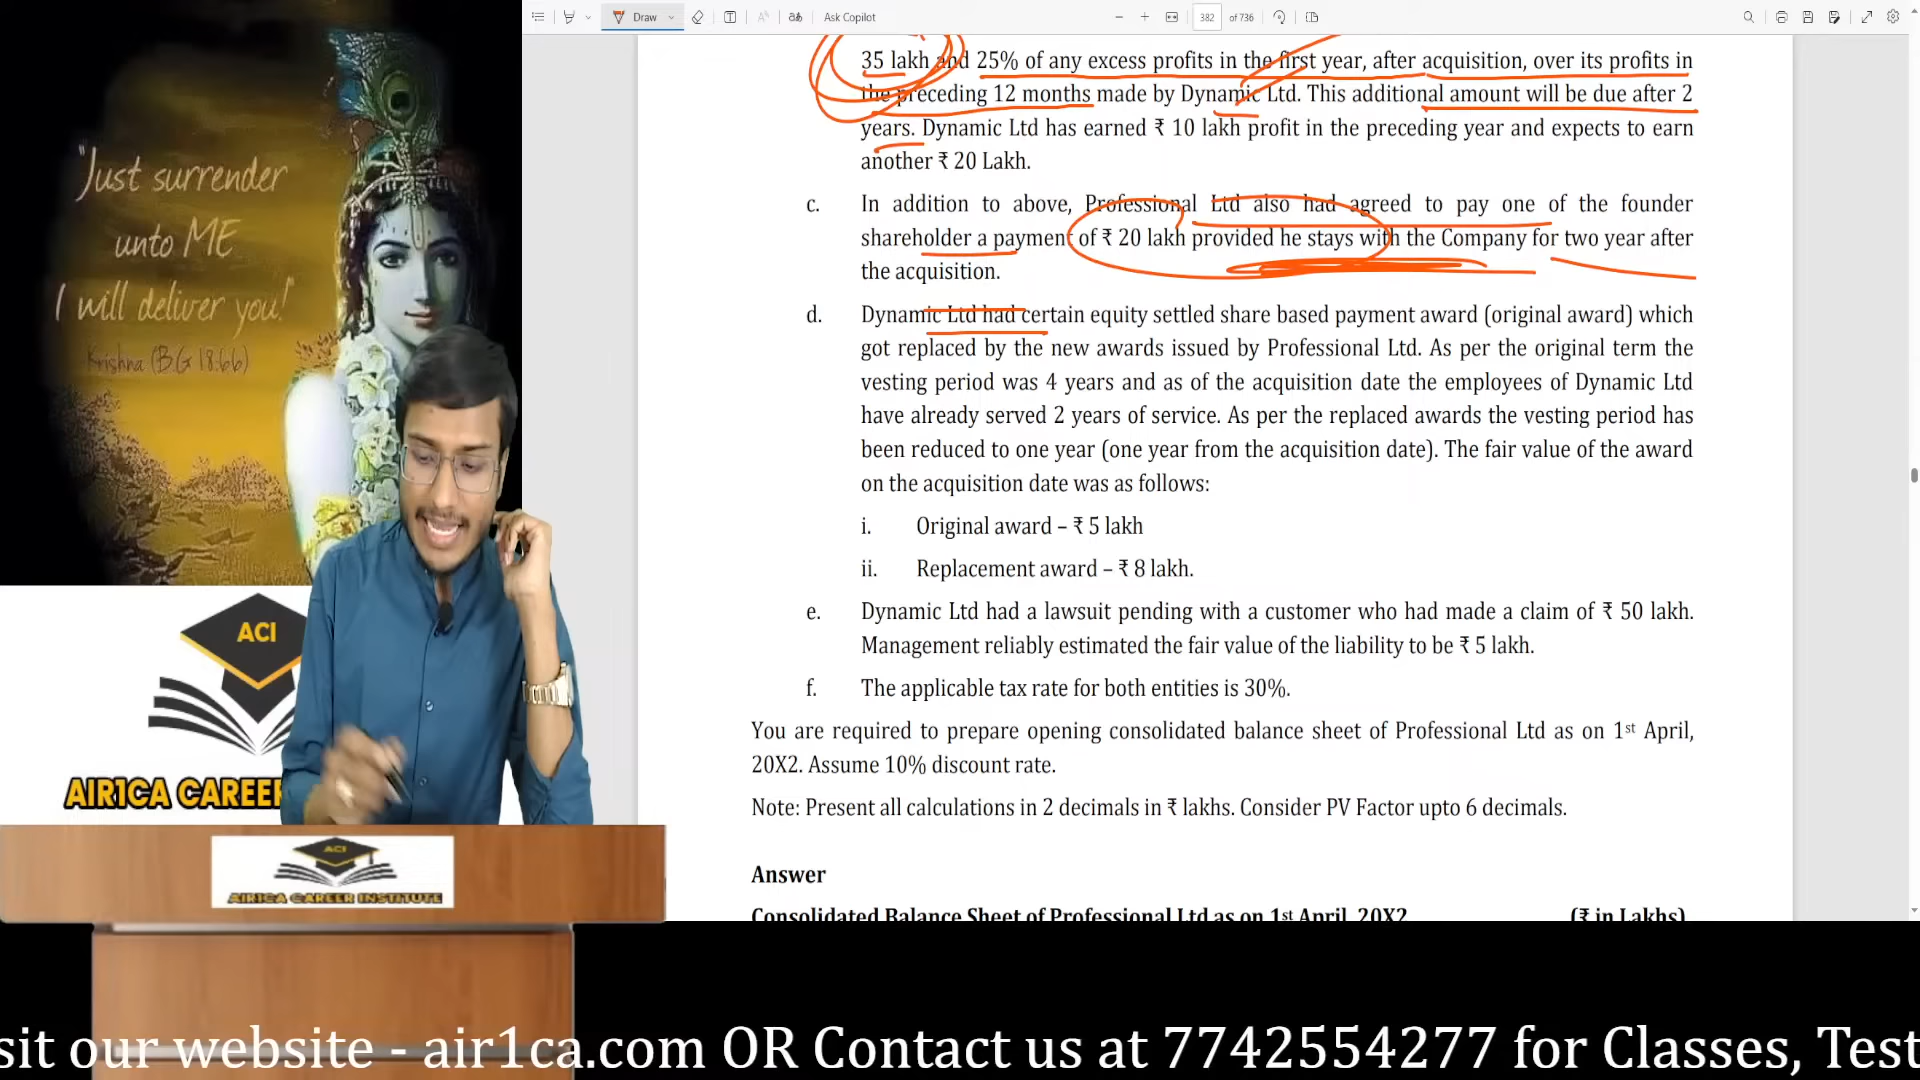 Draw
Ask Copilot
382
of 736
35 lakh and 25% of any excess profits in the first year, after acquisition, over its profits in
the preceding 12 months made by Dynamic Ltd. This additional amount will be due after 2
years. Dynamic Ltd has earned ₹ 10 lakh profit in the preceding year and expects to earn
another ₹ 20 Lakh.
c. In addition to above, Professional Ltd also had agreed to pay one of the founder
shareholder a payment of ₹ 20 lakh provided he stays with the Company for two year after
the acquisition.
d. Dynamic Ltd had certain equity settled share based payment award (original award) which
got replaced by the new awards issued by Professional Ltd. As per the original term the
vesting period was 4 years and as of the acquisition date the employees of Dynamic Ltd
have already served 2 years of service. As per the replaced awards the vesting period has
been reduced to one year (one year from the acquisition date). The fair value of the award
on the acquisition date was as follows:
i. Original award – ₹ 5 lakh
ii. Replacement award – ₹ 8 lakh.
e. Dynamic Ltd had a lawsuit pending with a customer who had made a claim of ₹ 50 lakh.
Management reliably estimated the fair value of the liability to be ₹ 5 lakh.
f. The applicable tax rate for both entities is 30%.
You are required to prepare opening consolidated balance sheet of Professional Ltd as on 1st April,
20X2. Assume 10% discount rate.
Note: Present all calculations in 2 decimals in ₹ lakhs. Consider PV Factor upto 6 decimals.
Answer
Consolidated Balance Sheet of Professional Ltd as on 1st April, 20X2 (₹ in Lakhs)
"Just surrender
unto ME
I will deliver you!"
Krishna (B.G 18:66)
ACI
AIR1CA CAREER
ACI
AIR1CA CAREER INSTITUTE
sit our website - air1ca.com OR Contact us at 7742554277 for Classes, Test